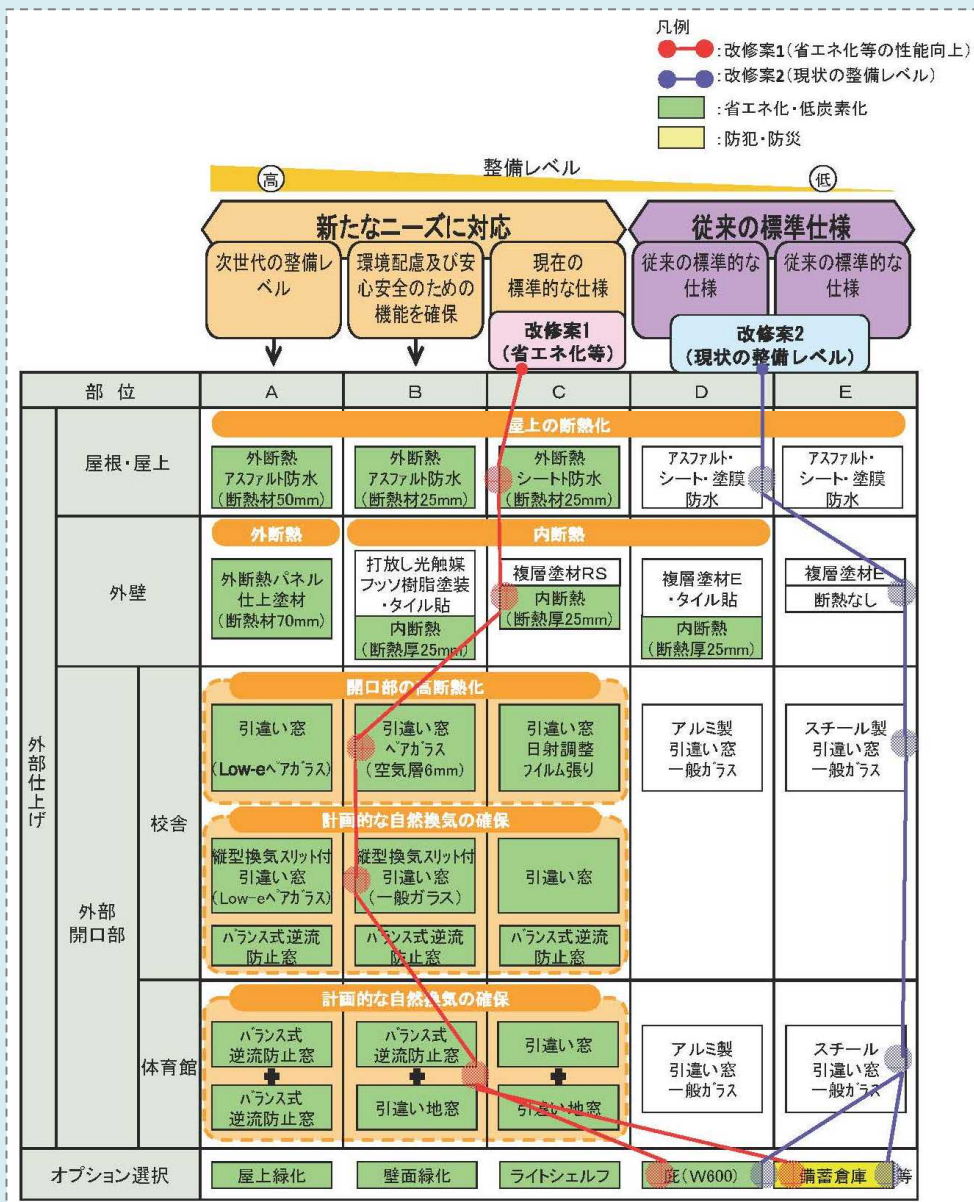 凡例
:改修案1(省エネ化等の性能向上)
:改修案2(現状の整備レベル)
:省エネ化・低炭素化
:防犯・防災
整備レベル
高
低
新たなニーズに対応
従来の標準仕様
次世代の整備レ
ベル
環境配慮及び安
心安全のための
機能を確保
現在の
標準的な仕様
従来の標準的な
仕様
従来の標準的な
仕様
改修案1
(省エネ化等)
改修案2
(現状の整備レベル)
部 位
A
B
C
D
E
外部仕上げ
屋根・屋上
屋上の断熱化
外断熱
アスファルト防水
(断熱材50mm)
外断熱
アスファルト防水
(断熱材25mm)
外断熱
シート防水
(断熱材25mm)
アスファルト・
シート・塗膜
防水
アスファルト・
シート・塗膜
防水
外壁
外断熱
内断熱
外断熱パネル
仕上塗材
(断熱材70mm)
打放し光触媒
フッソ樹脂塗装
・タイル貼
内断熱
(断熱厚25mm)
複層塗材RS
内断熱
(断熱厚25mm)
複層塗材E
・タイル貼
内断熱
(断熱厚25mm)
複層塗材E
断熱なし
外部
開口部
校舎
開口部の高断熱化
引違い窓
(Low-eペアガラス)
引違い窓
ペアガラス
(空気層6mm)
引違い窓
日射調整
フイルム張り
アルミ製
引違い窓
一般ガラス
スチール製
引違い窓
一般ガラス
計画的な自然換気の確保
縦型換気スリット付
引違い窓
(Low-eペアガラス)
縦型換気スリット付
引違い窓
(一般ガラス)
引違い窓
バランス式逆流
防止窓
バランス式逆流
防止窓
バランス式逆流
防止窓
体育館
計画的な自然換気の確保
バランス式
逆流防止窓
バランス式
逆流防止窓
引違い窓
アルミ製
引違い窓
一般ガラス
スチール
引違い窓
一般ガラス
バランス式
逆流防止窓
引違い地窓
引違い地窓
オプション選択
屋上緑化
壁面緑化
ライトシェルフ
庇(W600)
備蓄倉庫
等